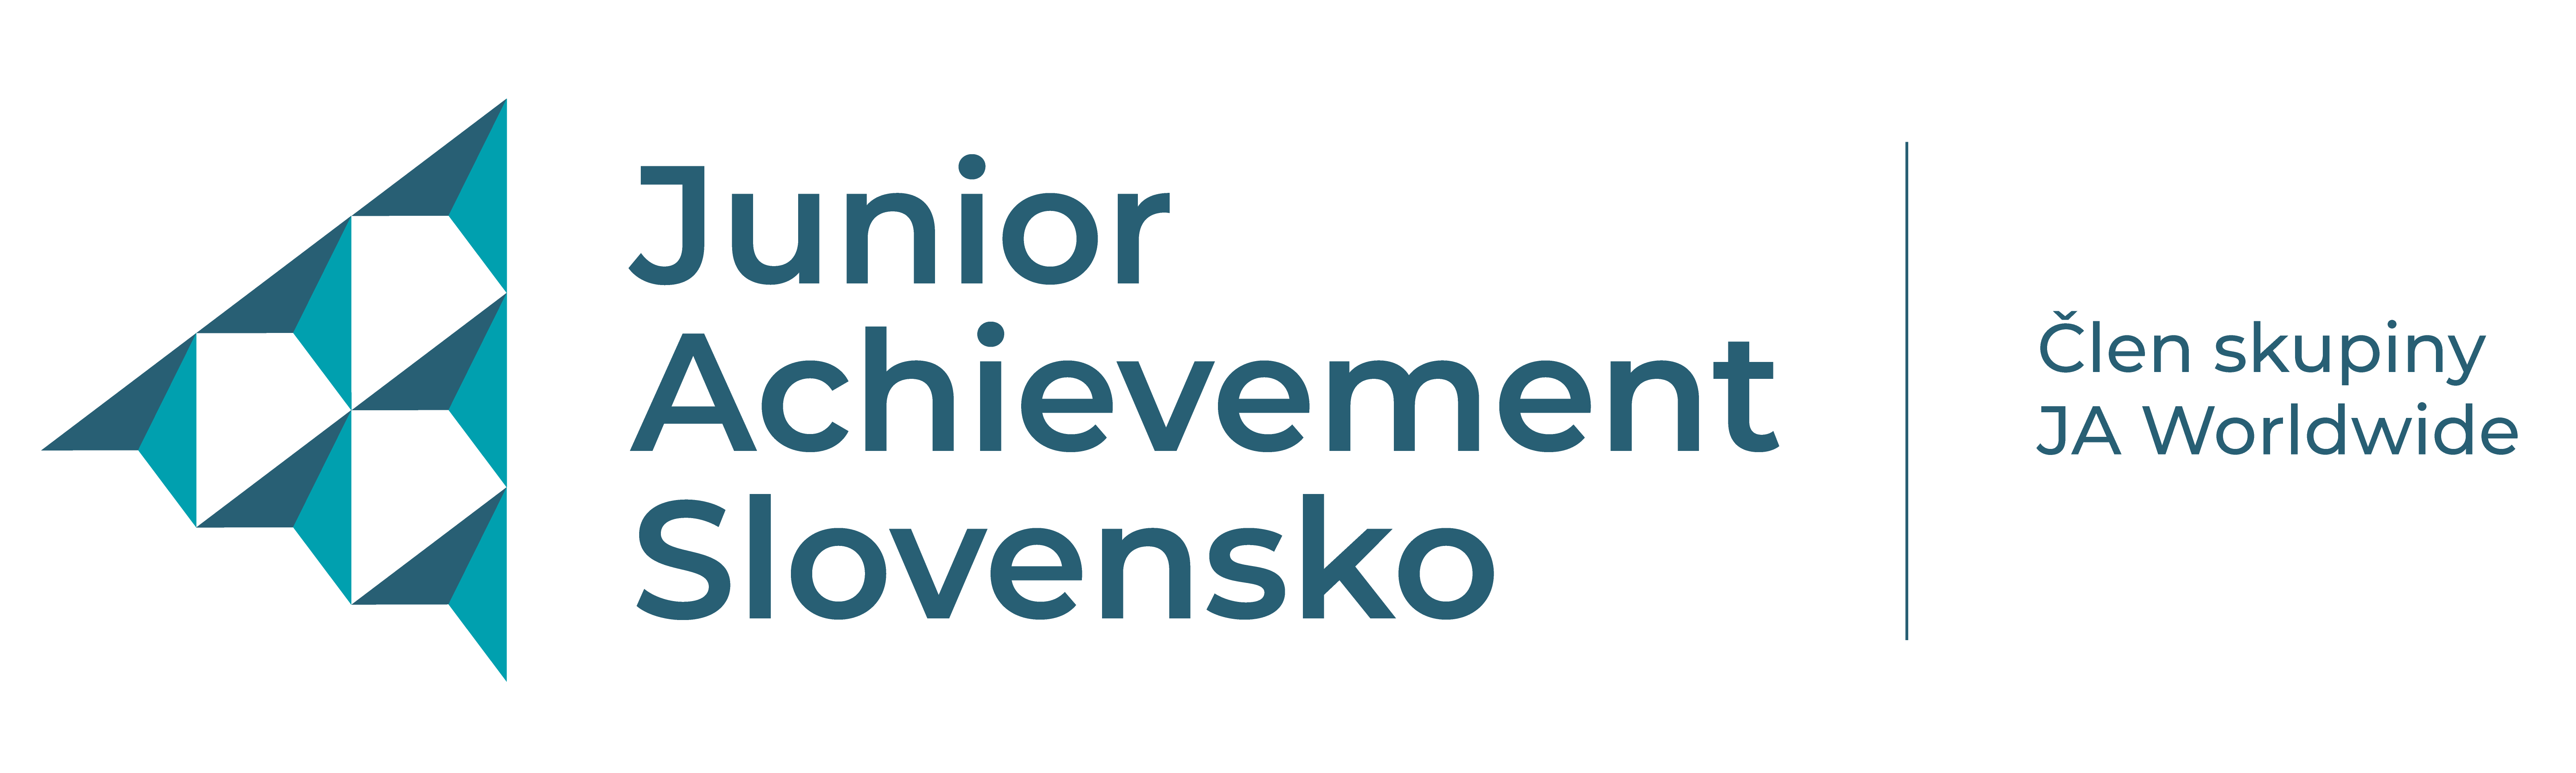 Junior
Achievement
Slovensko
Člen skupiny
JA Worldwide